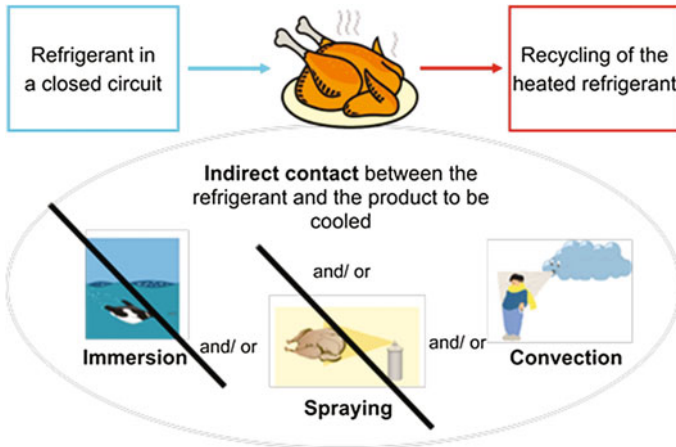 Refrigerant in
a closed circuit
Recycling of the
heated refrigerant
Indirect contact between the
refrigerant and the product to be
cooled
and/ or
Immersion
and/ or
Spraying
and/ or
Convection